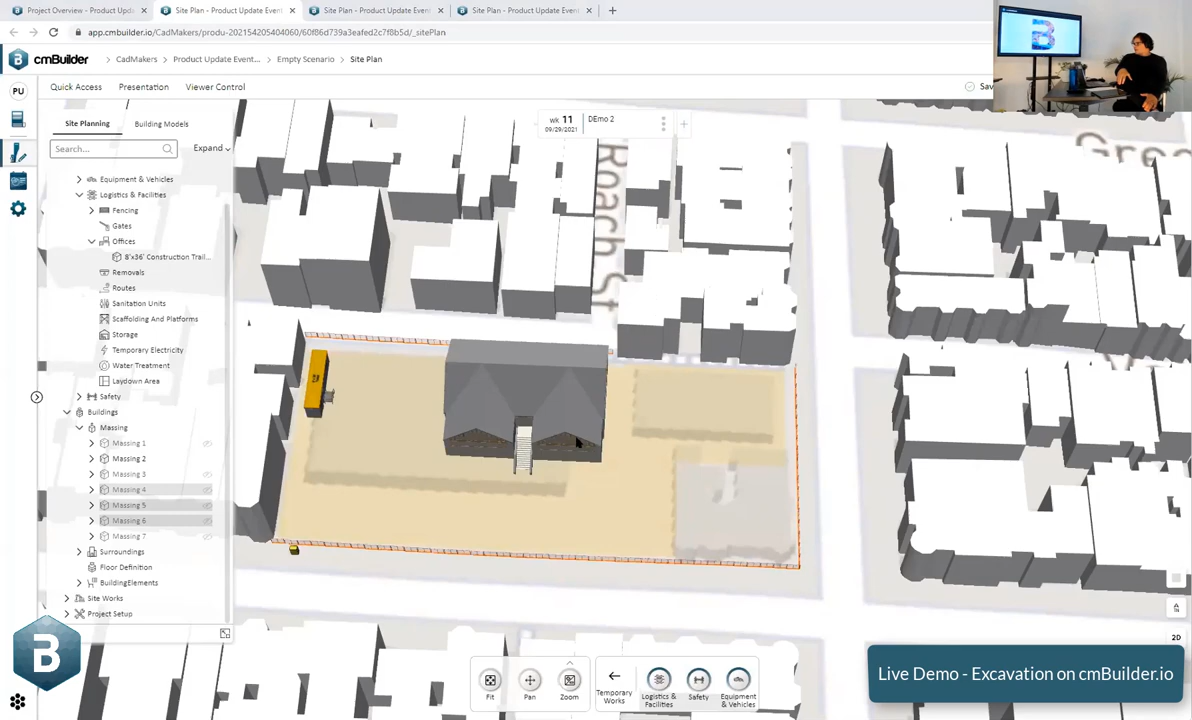 Project Overview - Product Upda
Site Plan - Product Update Event
Site Plan - Product Update Event
Site Plan - Product Update Event
app.cmbuilder.io/CadMakers/produ-202154205404060/60f86d739a3eafed2c7f8b5d/_sitePlan
cmBuilder
CadMakers
Product Update Event...
Empty Scenario
Site Plan
PU
Quick Access
Presentation
Viewer Control
Site Planning
Building Models
wk 11
09/29/2021
DEmo 2
Search...
Expand
Equipment & Vehicles
Logistics & Facilities
Fencing
Gates
Offices
8'x36' Construction Trail...
Removals
Routes
Sanitation Units
Scaffolding And Platforms
Storage
Temporary Electricity
Water Treatment
Laydown Area
Safety
Buildings
Massing
Massing 1
Massing 2
Massing 3
Massing 4
Massing 5
Massing 6
Massing 7
Surroundings
Floor Definition
BuildingElements
Site Works
Project Setup
Roach St
B
B
Fit
Pan
Zoom
Temporary
Works
Logistics &
Facilities
Safety
Equipment
& Vehicles
2D
Live Demo - Excavation on cmBuilder.io